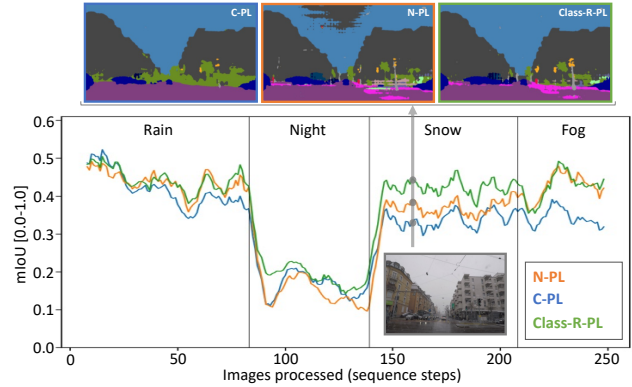 C-PL N-PL Class-R-PL
Rain Night Snow Fog
mIoU [0.0-1.0]
0.6
0.5
0.4
0.3
0.2
0.1
0.0
N-PL
C-PL
Class-R-PL
0 50 100 150 200 250
Images processed (sequence steps)